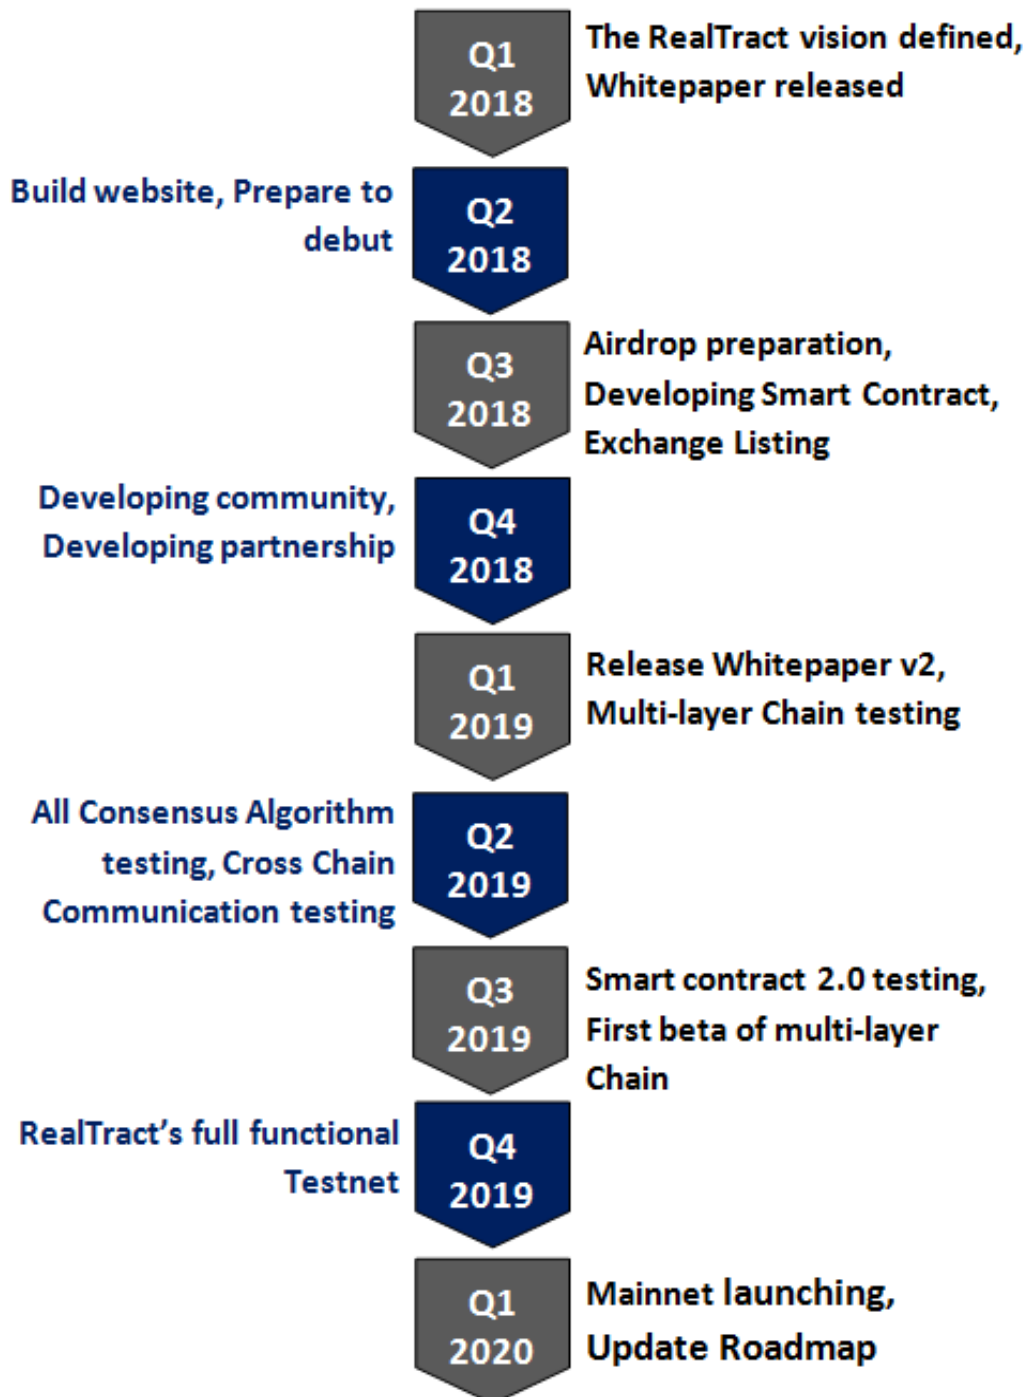 Q1
2018
The RealTract vision defined,
Whitepaper released
Build website, Prepare to
debut
Q2
2018
Q3
2018
Airdrop preparation,
Developing Smart Contract,
Exchange Listing
Developing community,
Developing partnership
Q4
2018
Q1
2019
Release Whitepaper v2,
Multi-layer Chain testing
All Consensus Algorithm
testing, Cross Chain
Communication testing
Q2
2019
Q3
2019
Smart contract 2.0 testing,
First beta of multi-layer
Chain
RealTract’s full functional
Testnet
Q4
2019
Q1
2020
Mainnet launching,
Update Roadmap